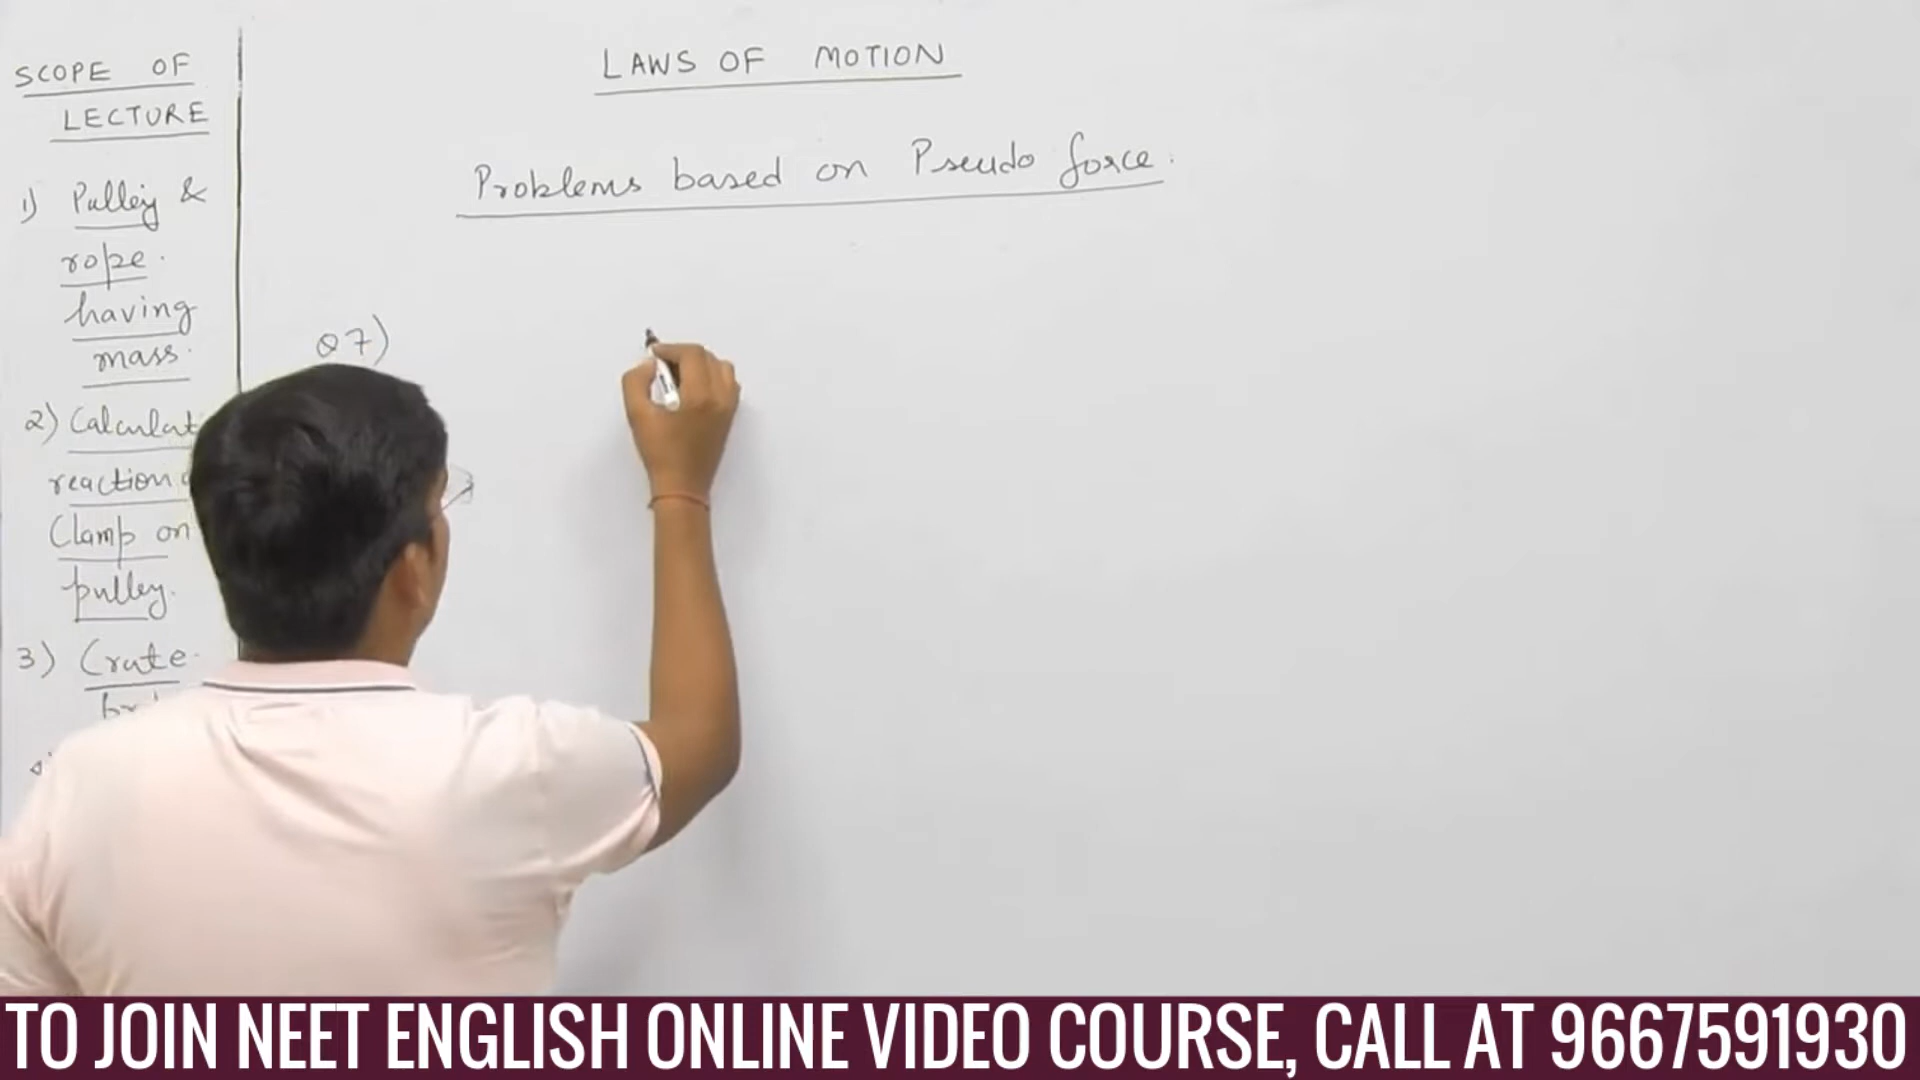 SCOPE OF
LECTURE
1) Pulley &
rope.
having
mass.
2)
reaction
Clamp on
pulley.
3) Crate
LAWS OF MOTION
Problems based on Pseudo force.
Q7)
TO JOIN NEET ENGLISH ONLINE VIDEO COURSE, CALL AT 9667591930